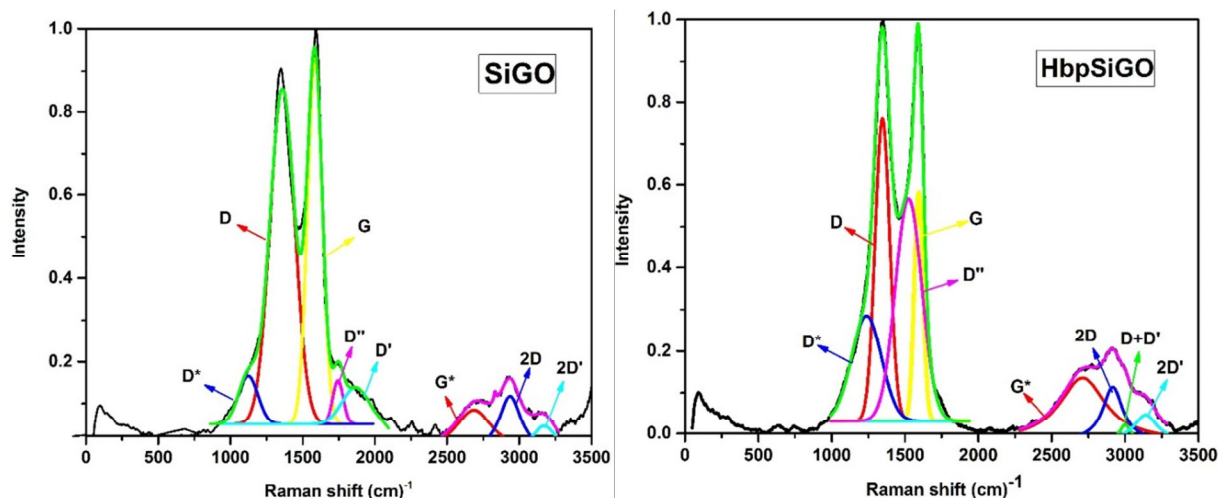 SiGO
1.0
0.8
0.6
0.4
0.2
Intensity
D
G
D*
D"
D'
G*
2D
2D'
0 500 1000 1500 2000 2500 3000 3500
Raman shift (cm)-1
HbpSiGO
1.0
0.8
0.6
0.4
0.2
0.0
Intensity
D
G
D"
D*
G*
2D
D+D'
2D'
0 500 1000 1500 2000 2500 3000 3500
Raman shift (cm)-1